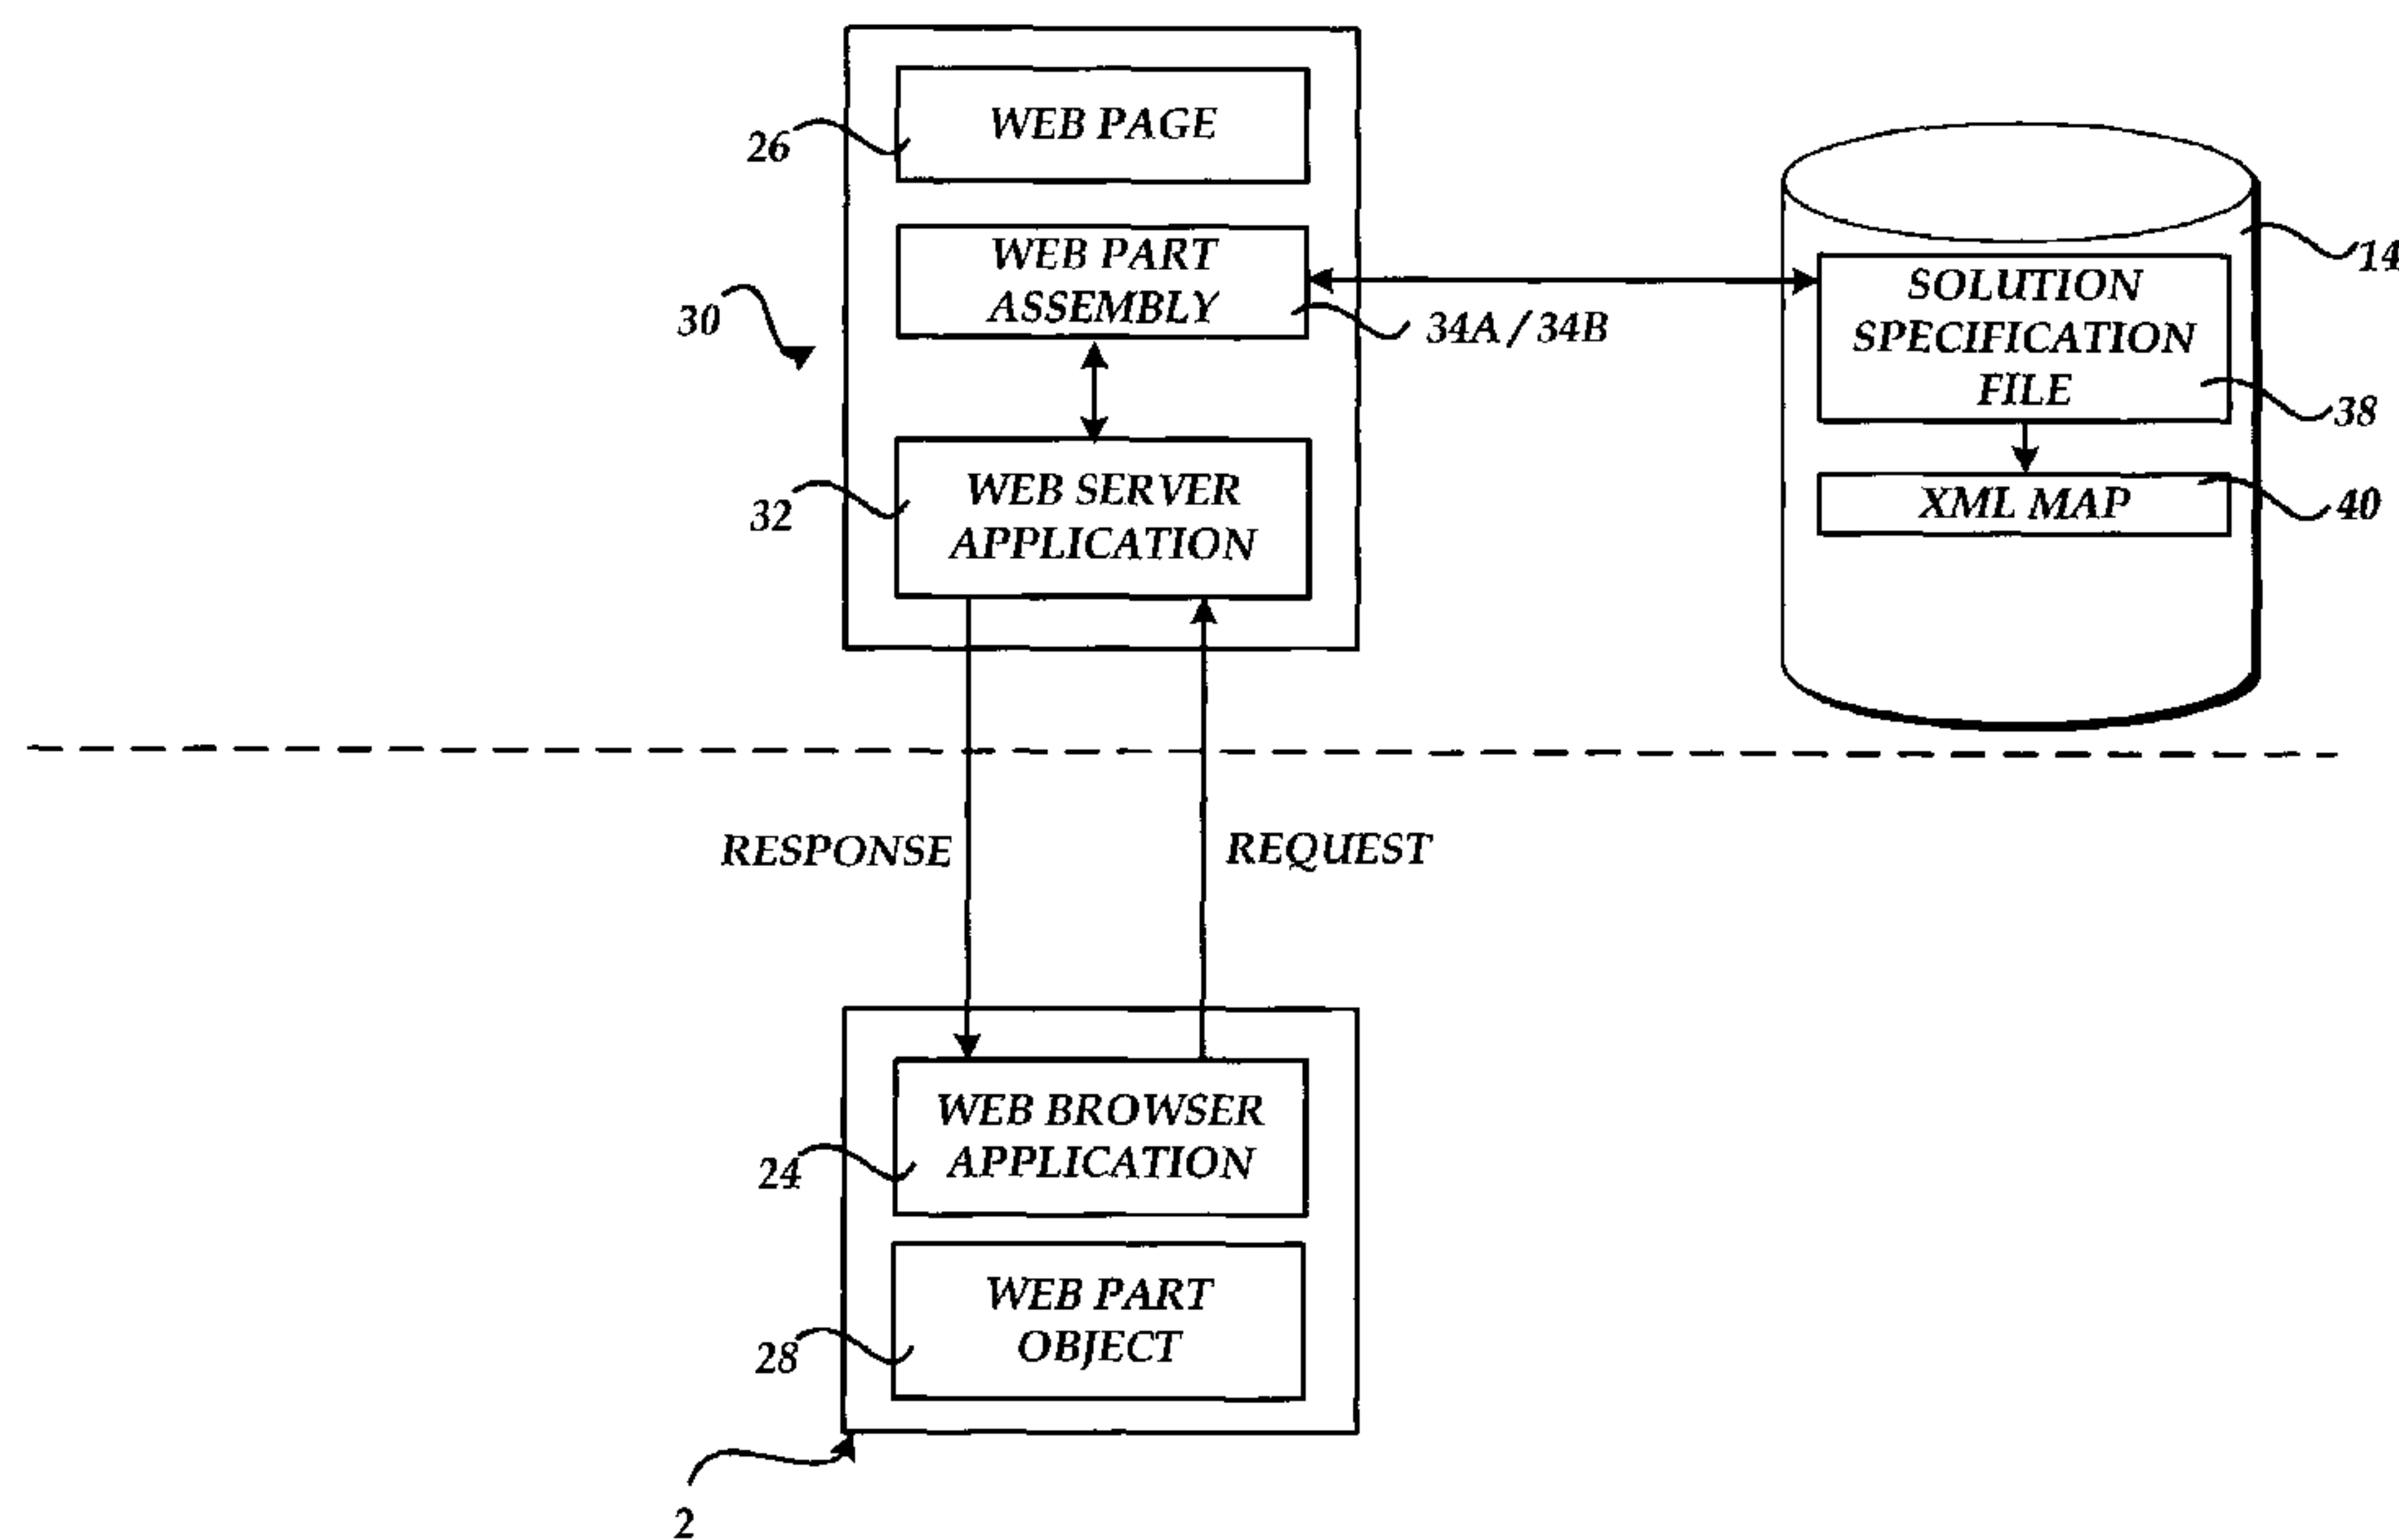 WEB PAGE
26
WEB PART
ASSEMBLY
34A / 34B
30
WEB SERVER
APPLICATION
32
14
SOLUTION
SPECIFICATION
FILE
38
XML MAP
40
RESPONSE
REQUEST
WEB BROWSER
APPLICATION
24
WEB PART
OBJECT
28
2